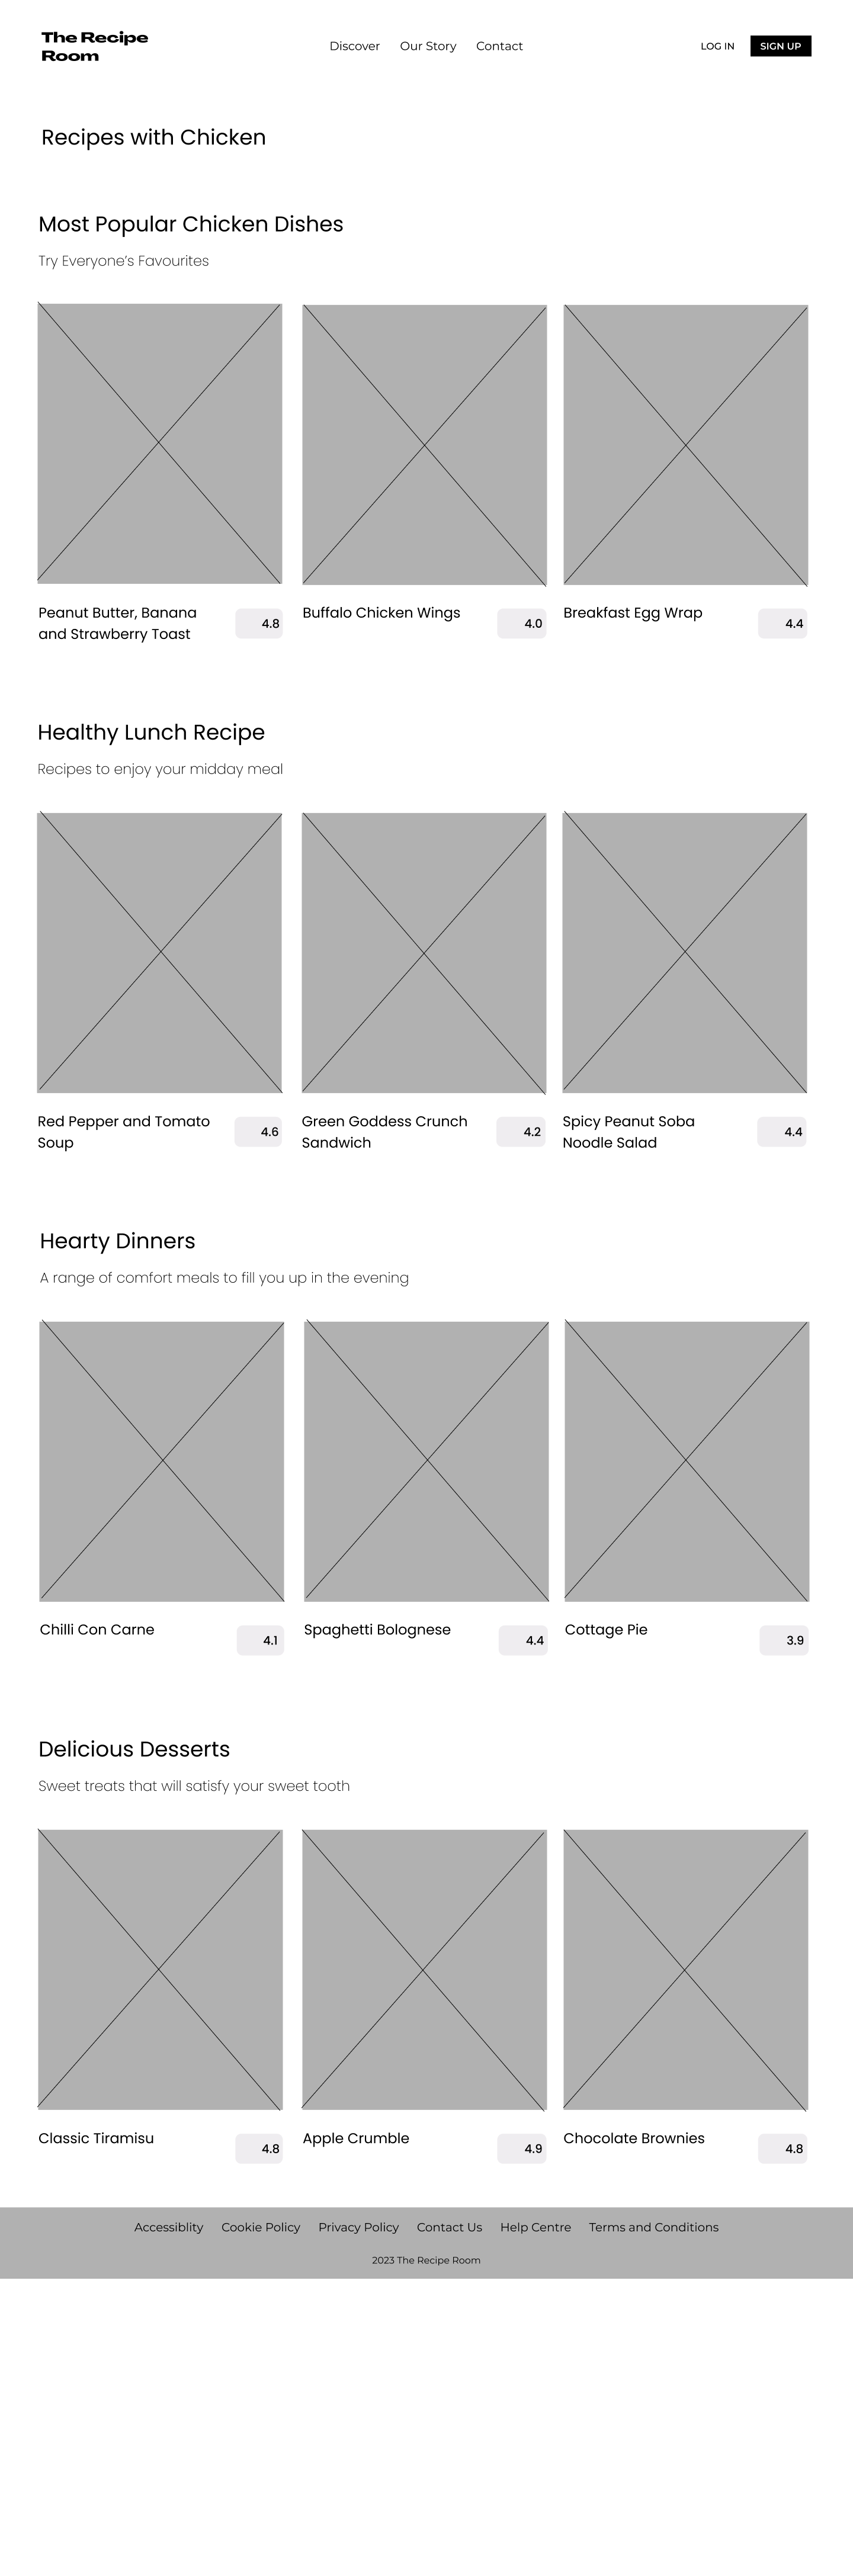 The Recipe
Room
Discover Our Story Contact
LOG IN SIGN UP
Recipes with Chicken
Most Popular Chicken Dishes
Try Everyone's Favourites
Peanut Butter, Banana
and Strawberry Toast
4.8
Buffalo Chicken Wings
4.0
Breakfast Egg Wrap
4.4
Healthy Lunch Recipe
Recipes to enjoy your midday meal
Red Pepper and Tomato
Soup
4.6
Green Goddess Crunch
Sandwich
4.2
Spicy Peanut Soba
Noodle Salad
4.4
Hearty Dinners
A range of comfort meals to fill you up in the evening
Chilli Con Carne
4.1
Spaghetti Bolognese
4.4
Cottage Pie
3.9
Delicious Desserts
Sweet treats that will satisfy your sweet tooth
Classic Tiramisu
4.8
Apple Crumble
4.9
Chocolate Brownies
4.8
Accessiblity Cookie Policy Privacy Policy Contact Us Help Centre Terms and Conditions
2023 The Recipe Room